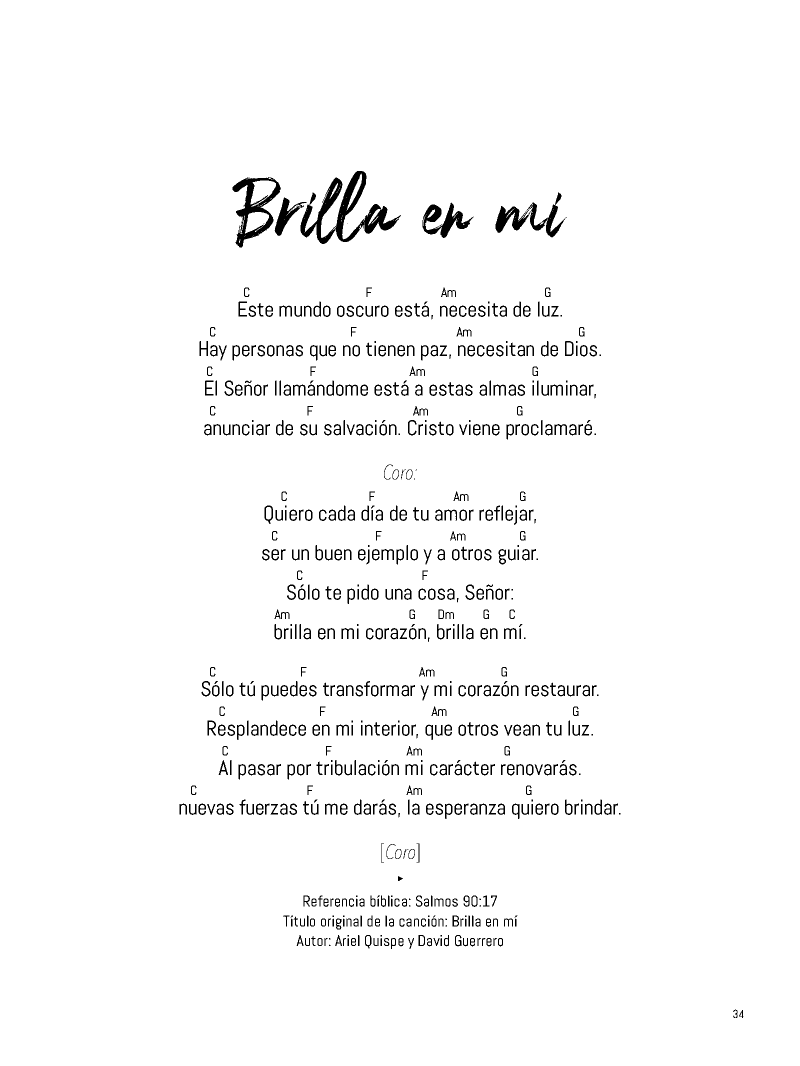 Brilla en mi
C F Am G
Este mundo oscuro está, necesita de luz.
C F Am G
Hay personas que no tienen paz, necesitan de Dios.
C F Am G
El Señor llamándome está a estas almas iluminar,
C F Am G
anunciar de su salvación. Cristo viene proclamaré.
Coro:
C F Am G
Quiero cada día de tu amor reflejar,
C F Am G
ser un buen ejemplo y a otros guiar.
C F
Sólo te pido una cosa, Señor:
Am G Dm G C
brilla en mi corazón, brilla en mí.
C F Am G
Sólo tú puedes transformar y mi corazón restaurar.
C F Am G
Resplandece en mi interior, que otros vean tu luz.
C F Am G
Al pasar por tribulación mi carácter renovarás.
C F Am G
nuevas fuerzas tú me darás, la esperanza quiero brindar.
[Coro]
Referencia bíblica: Salmos 90:17
Título original de la canción: Brilla en mí
Autor: Ariel Quispe y David Guerrero
34